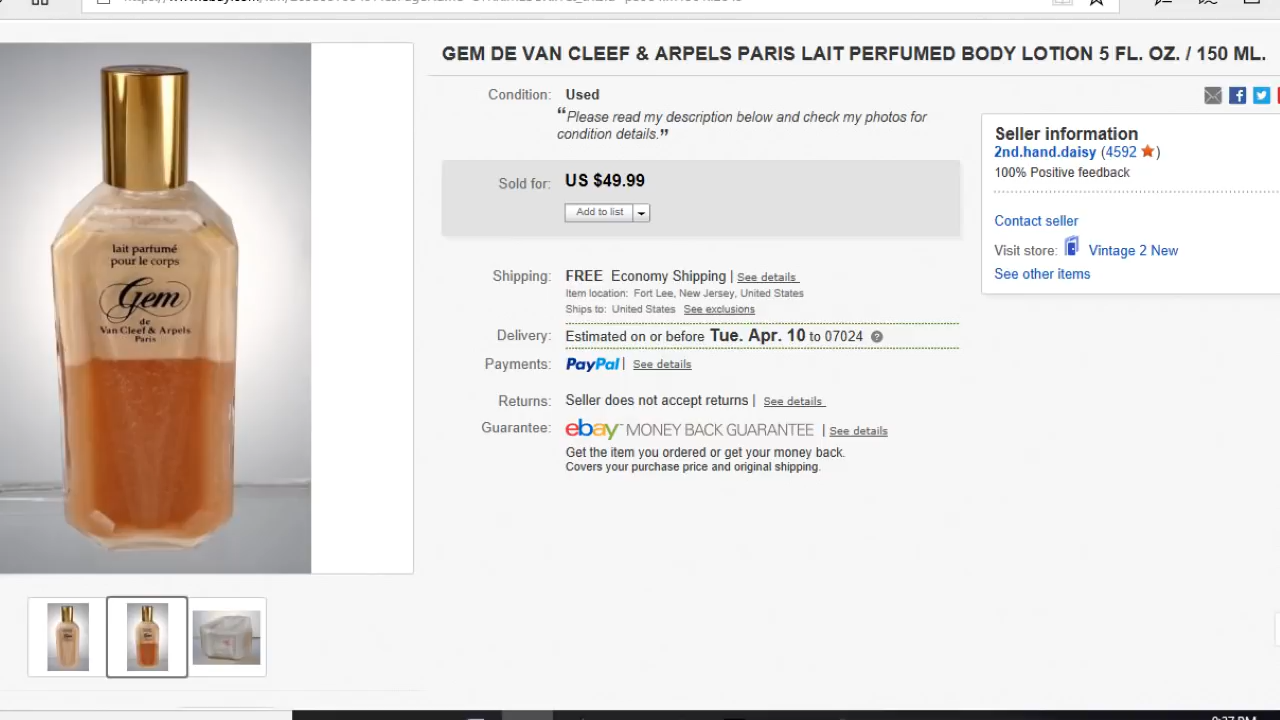 GEM DE VAN CLEEF & ARPELS PARIS LAIT PERFUMED BODY LOTION 5 FL. OZ. / 150 ML.
Condition: Used
“Please read my description below and check my photos for
condition details.”
Sold for: US $49.99
Add to list
Shipping: FREE Economy Shipping | See details
Item location: Fort Lee, New Jersey, United States
Ships to: United States See exclusions
Delivery: Estimated on or before Tue. Apr. 10 to 07024
Payments: PayPal | See details
Returns: Seller does not accept returns | See details
Guarantee: ebay MONEY BACK GUARANTEE | See details
Get the item you ordered or get your money back.
Covers your purchase price and original shipping.
Seller information
2nd.hand.daisy (4592)
100% Positive feedback
Contact seller
Visit store: Vintage 2 New
See other items
lait parfumé
pour le corps
Gem
de
Van Cleef & Arpels
Paris